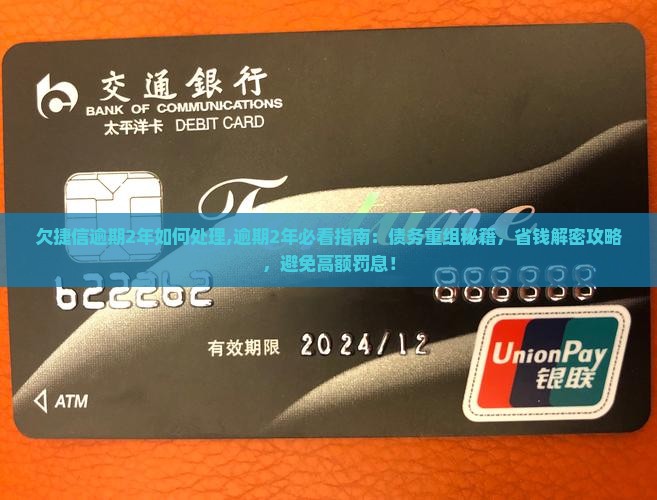 交通銀行
BANK OF COMMUNICATIONS
太平洋卡 DEBIT CARD
欠捷信逾期2年如何处理,逾期2年必看指南：债务重组秘籍，省钱解密攻略
，避免高额罚息！
622262 888888
有效期限 2024/12
UnionPay
银联
ATM